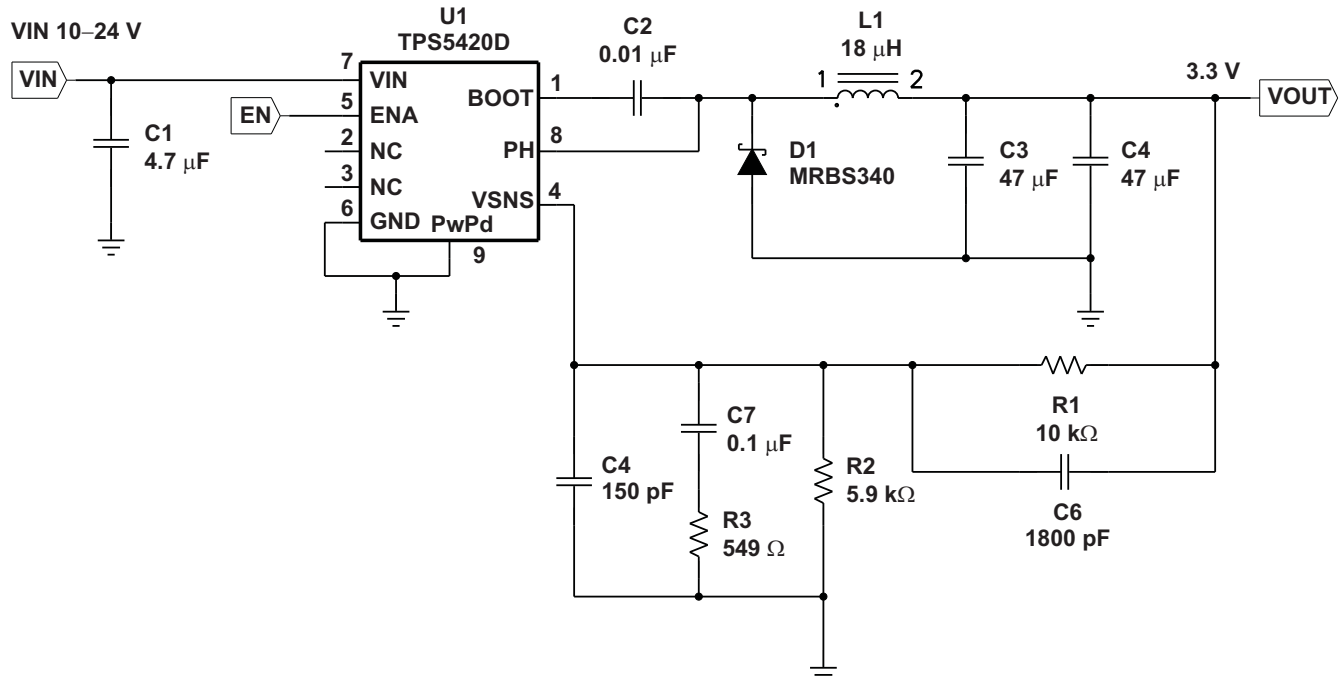 VIN 10–24 V
VIN
C1
4.7 μF
EN
U1
TPS5420D
7
VIN
5
ENA
2
NC
3
NC
6
GND
PwPd
9
BOOT
1
PH
8
VSNS
4
C2
0.01 μF
L1
18 μH
1
2
D1
MRBS340
C3
47 μF
C4
47 μF
3.3 V
VOUT
C4
150 pF
C7
0.1 μF
R3
549 Ω
R2
5.9 kΩ
R1
10 kΩ
C6
1800 pF